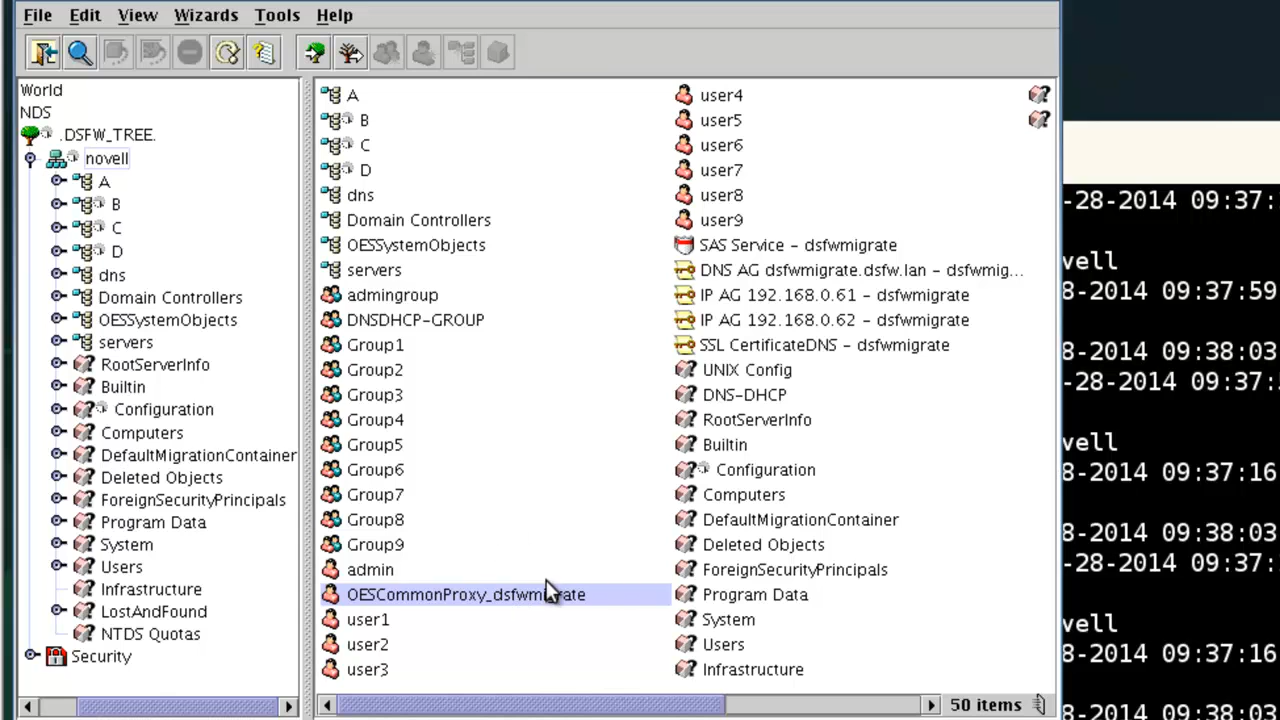 File Edit View Wizards Tools Help
World
NDS
.DSFW_TREE.
novell
A
B
C
D
dns
Domain Controllers
OESSystemObjects
servers
RootServerInfo
Builtin
Configuration
Computers
DefaultMigrationContainer
Deleted Objects
ForeignSecurityPrincipals
Program Data
System
Users
Infrastructure
LostAndFound
NTDS Quotas
Security
A
B
C
D
dns
Domain Controllers
OESSystemObjects
servers
admingroup
DNSDHCP-GROUP
Group1
Group2
Group3
Group4
Group5
Group6
Group7
Group8
Group9
admin
OESCommonProxy_dsfwmigrate
user1
user2
user3
user4
user5
user6
user7
user8
user9
SAS Service - dsfwmigrate
DNS AG dsfwmigrate.dsfw.lan - dsfwmig...
IP AG 192.168.0.61 - dsfwmigrate
IP AG 192.168.0.62 - dsfwmigrate
SSL CertificateDNS - dsfwmigrate
UNIX Config
DNS-DHCP
RootServerInfo
Builtin
Configuration
Computers
DefaultMigrationContainer
Deleted Objects
ForeignSecurityPrincipals
Program Data
System
Users
Infrastructure
50 items
-28-2014 09:37:
vell
8-2014 09:37:59
8-2014 09:38:03
-28-2014 09:37:
vell
8-2014 09:37:16
8-2014 09:38:03
-28-2014 09:37:
vell
8-2014 09:37:16
8-2014 09:38:03